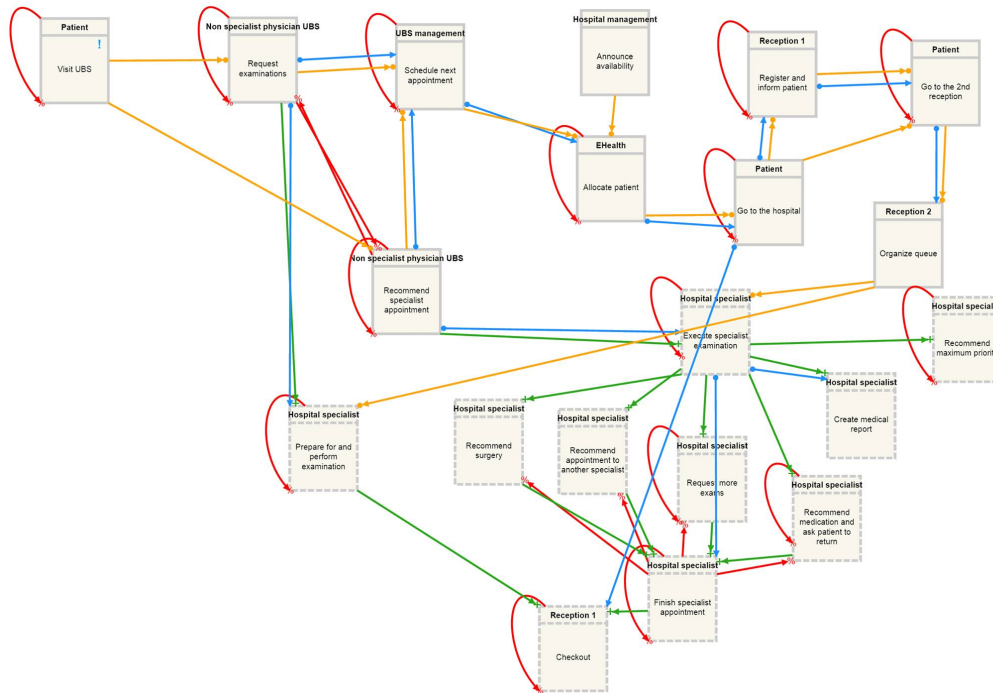 Patient
!
Visit UBS
Non specialist physician UBS
Request
examinations
UBS management
Schedule next
appointment
Hospital management
Announce
availability
Reception 1
Register and
inform patient
Patient
Go to the 2nd
reception
EHealth
Allocate patient
Patient
Go to the hospital
Reception 2
Organize queue
Non specialist physician UBS
Recommend
specialist
appointment
Hospital specialist
Execute specialist
examination
Hospital speciali
Recommend
maximum priorit
Hospital specialist
Create medical
report
Hospital specialist
Prepare for and
perform
examination
Hospital specialist
Recommend
surgery
Hospital specialist
Recommend
appointment to
another specialist
Hospital specialist
Request more
exams
Hospital specialist
Recommend
medication and
ask patient to
return
Hospital specialist
Finish specialist
appointment
Reception 1
Checkout